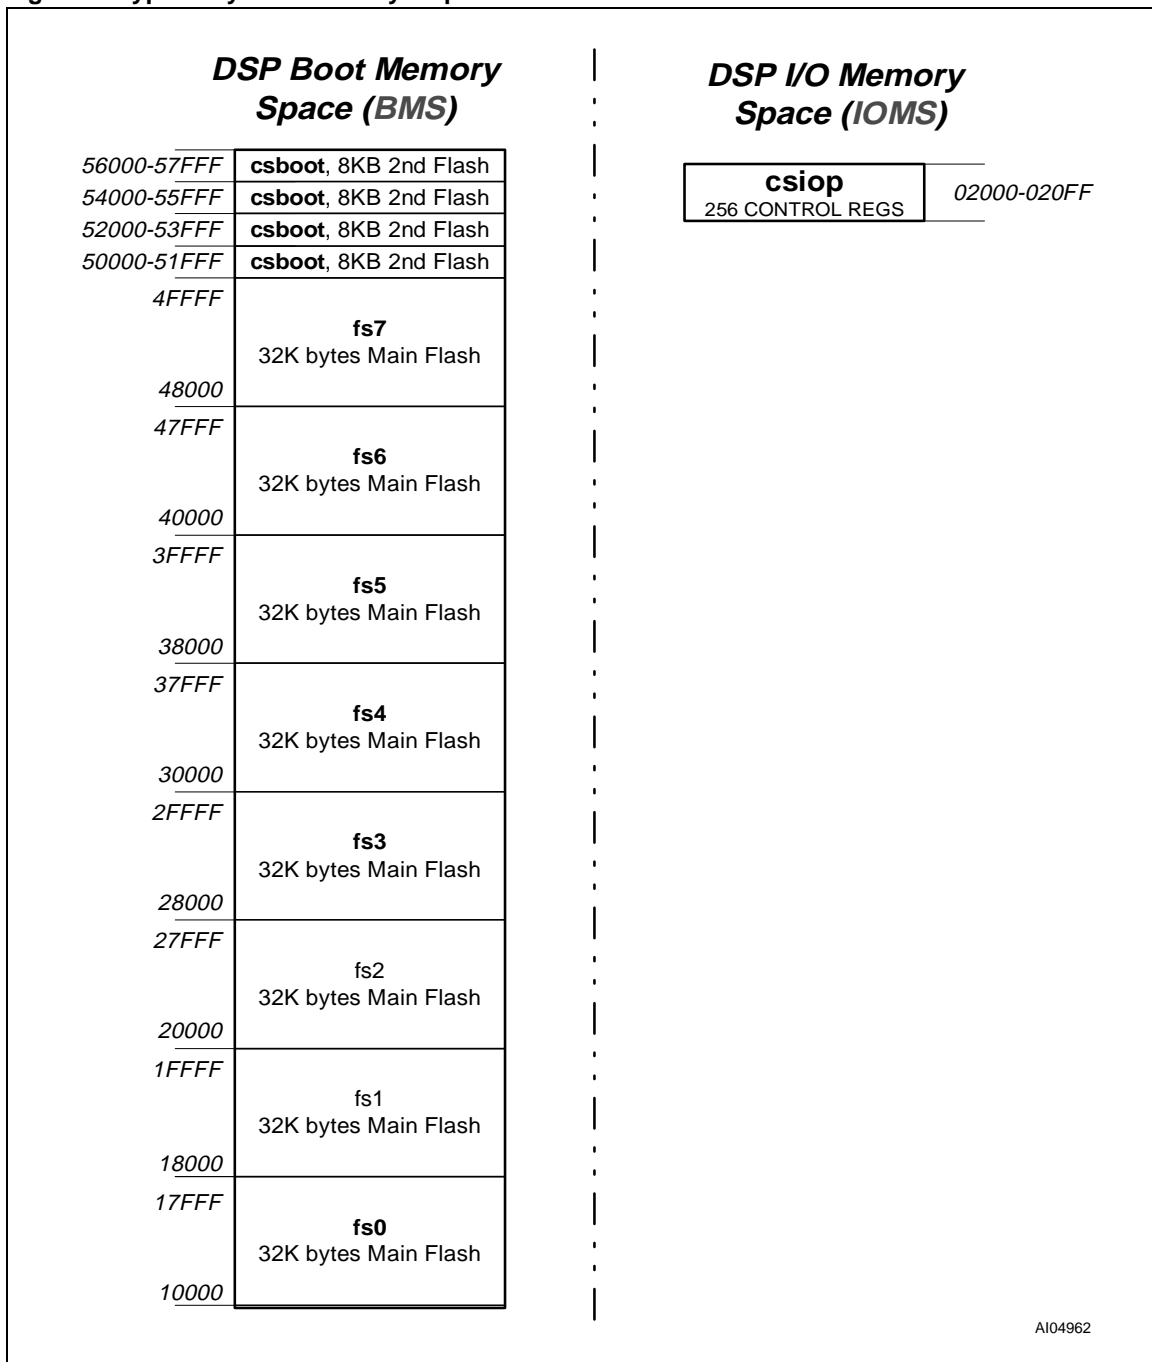 DSP Boot Memory
Space (BMS)
56000-57FFF csboot, 8KB 2nd Flash
54000-55FFF csboot, 8KB 2nd Flash
52000-53FFF csboot, 8KB 2nd Flash
50000-51FFF csboot, 8KB 2nd Flash
4FFFF
fs7
32K bytes Main Flash
48000
47FFF
fs6
32K bytes Main Flash
40000
3FFFF
fs5
32K bytes Main Flash
38000
37FFF
fs4
32K bytes Main Flash
30000
2FFFF
fs3
32K bytes Main Flash
28000
27FFF
fs2
32K bytes Main Flash
20000
1FFFF
fs1
32K bytes Main Flash
18000
17FFF
fs0
32K bytes Main Flash
10000
DSP I/O Memory
Space (IOMS)
csiop
256 CONTROL REGS
02000-020FF
AI04962